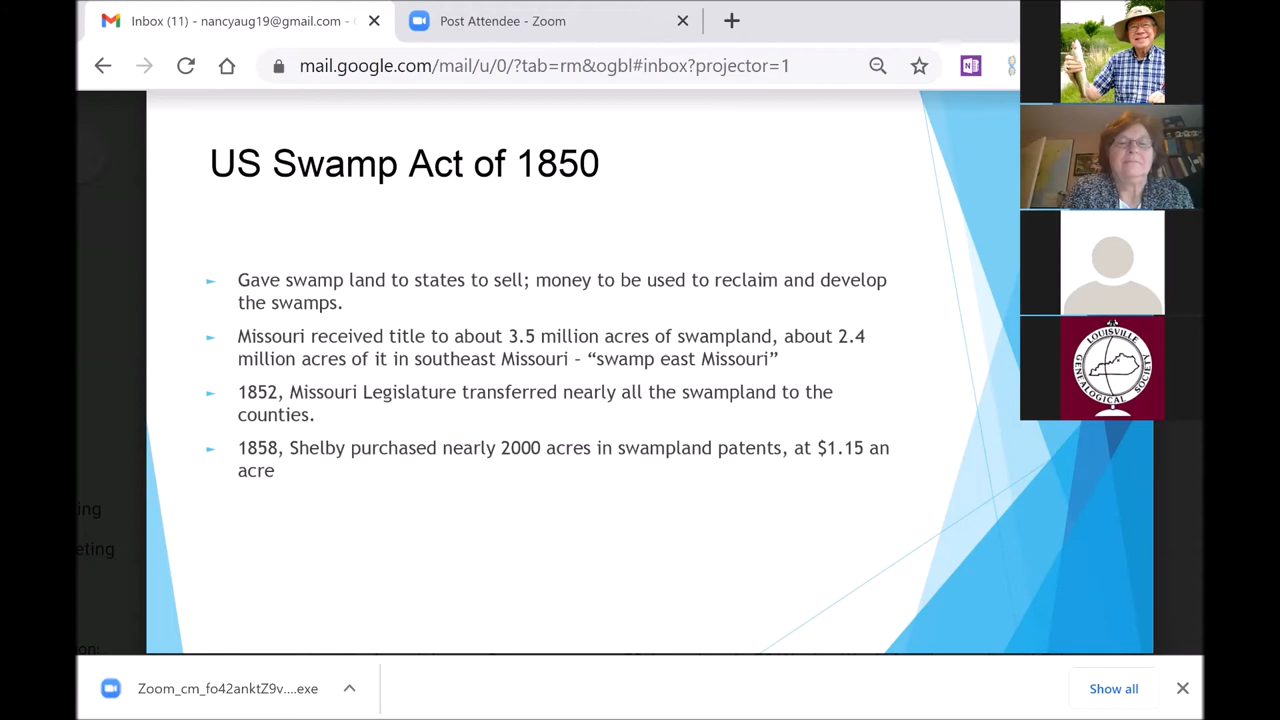 Inbox (11) - nancyaug19@gmail.com -
Post Attendee - Zoom
mail.google.com/mail/u/0/?tab=rm&ogbl#inbox?projector=1
US Swamp Act of 1850
Gave swamp land to states to sell; money to be used to reclaim and develop
the swamps.
Missouri received title to about 3.5 million acres of swampland, about 2.4
million acres of it in southeast Missouri – “swamp east Missouri”
1852, Missouri Legislature transferred nearly all the swampland to the
counties.
1858, Shelby purchased nearly 2000 acres in swampland patents, at $1.15 an
acre
LOUISVILLE
GENEALOGICAL SOCIETY
ing
eting
on:
Zoom_cm_fo42anktZ9v....exe
Show all